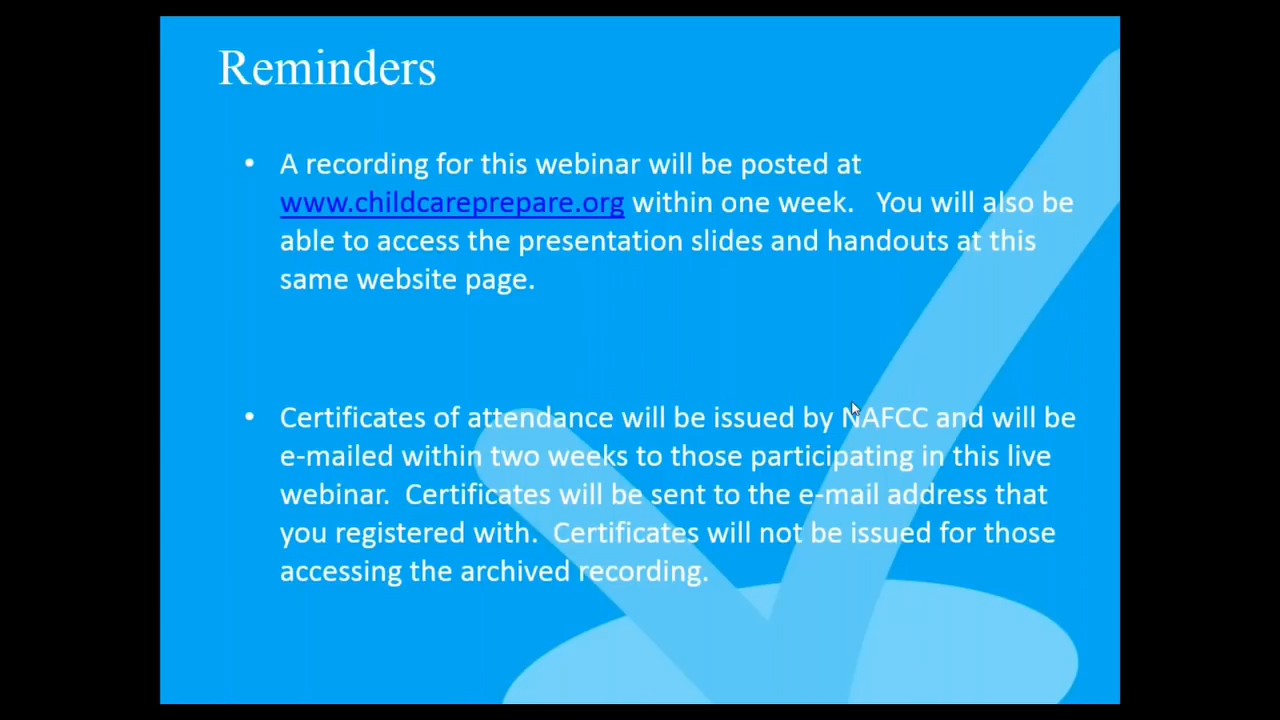 Reminders
• A recording for this webinar will be posted at
www.childcareprepare.org within one week.   You will also be
able to access the presentation slides and handouts at this
same website page.
• Certificates of attendance will be issued by NAFCC and will be
e-mailed within two weeks to those participating in this live
webinar.  Certificates will be sent to the e-mail address that
you registered with.  Certificates will not be issued for those
accessing the archived recording.